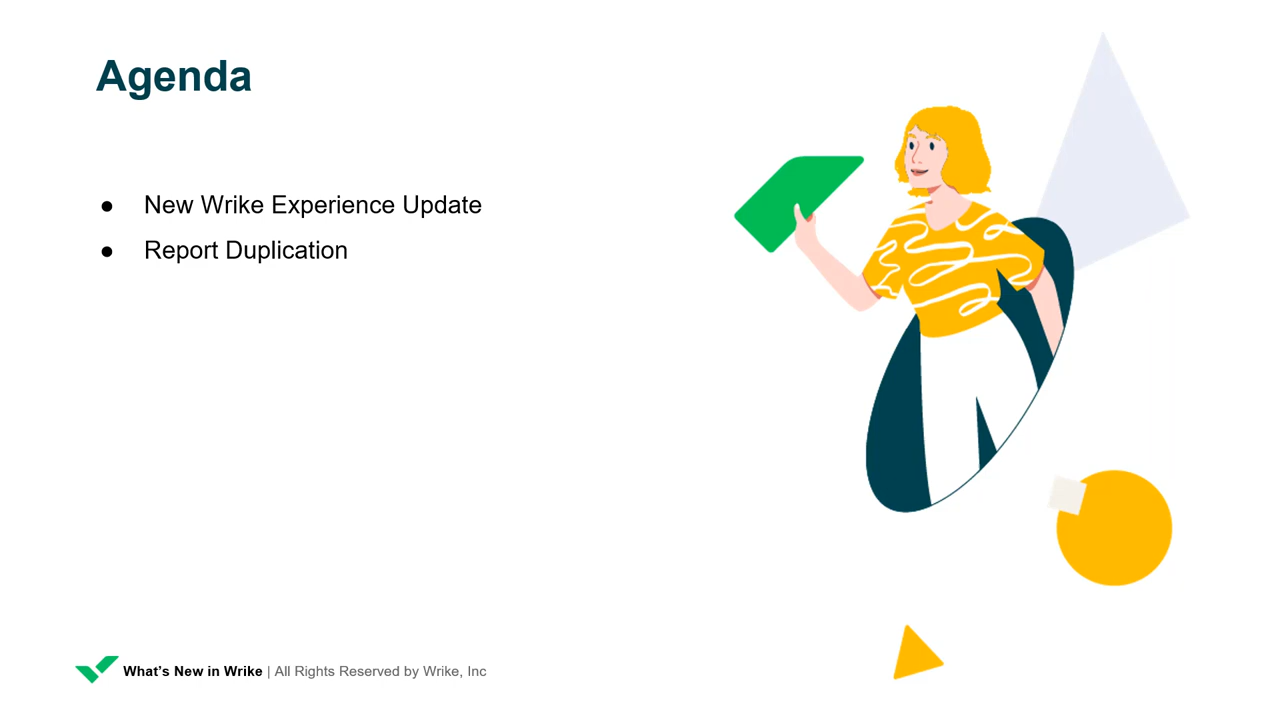 Agenda
● New Wrike Experience Update
● Report Duplication
What’s New in Wrike | All Rights Reserved by Wrike, Inc